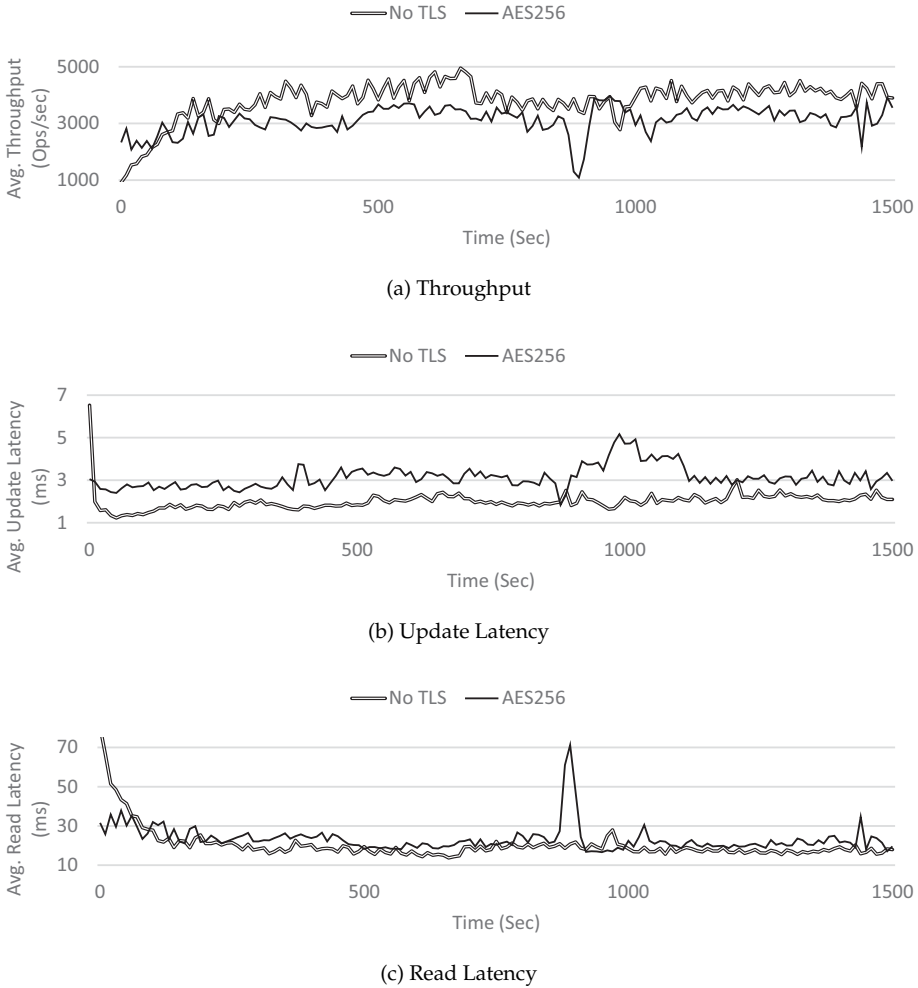 No TLS AES256
5000
3000
1000
Avg. Throughput
(Ops/sec)
0 500 1000 1500
Time (Sec)
(a) Throughput
No TLS AES256
7
5
3
1
Avg. Update Latency
(ms)
0 500 1000 1500
Time (Sec)
(b) Update Latency
No TLS AES256
70
50
30
10
Avg. Read Latency
(ms)
0 500 1000 1500
Time (Sec)
(c) Read Latency